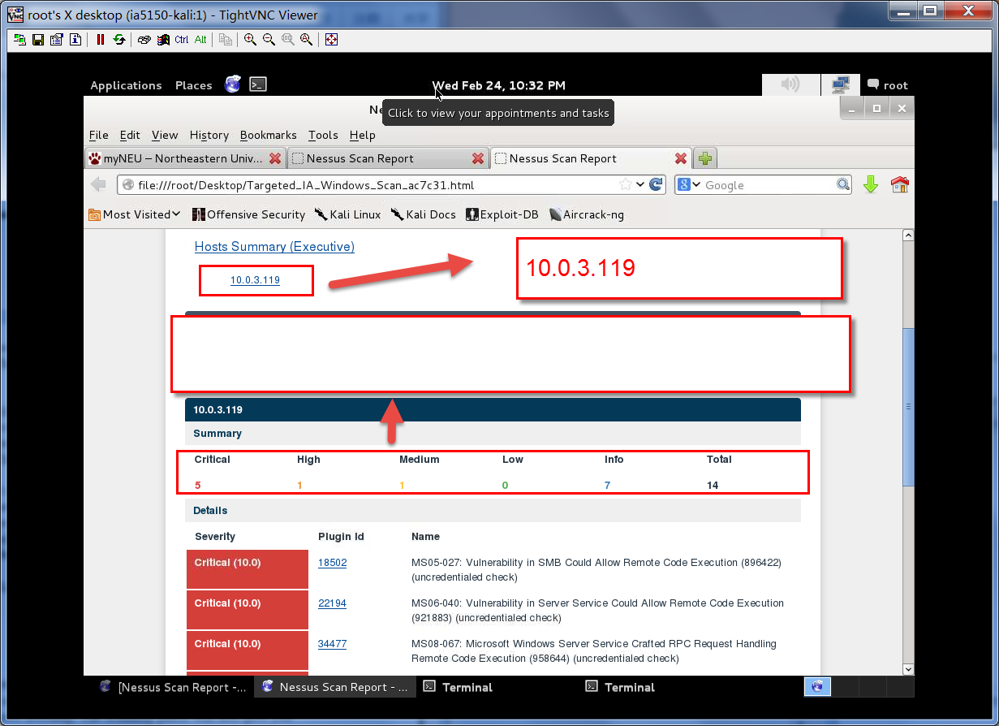 root's X desktop (ia5150-kali:1) - TightVNC Viewer
Ctrl Alt
Applications Places Wed Feb 24, 10:32 PM root
Ne
Click to view your appointments and tasks
File Edit View History Bookmarks Tools Help
myNEU – Northeastern Univ... Nessus Scan Report Nessus Scan Report
file:///root/Desktop/Targeted_IA_Windows_Scan_ac7c31.html Google
Most Visited Offensive Security Kali Linux Kali Docs Exploit-DB Aircrack-ng
Hosts Summary (Executive)
10.0.3.119
10.0.3.119
10.0.3.119
Summary
Critical High Medium Low Info Total
5 1 1 0 7 14
Details
Severity Plugin Id Name
Critical (10.0) 18502 MS05-027: Vulnerability in SMB Could Allow Remote Code Execution (896422)
(uncredentialed check)
Critical (10.0) 22194 MS06-040: Vulnerability in Server Service Could Allow Remote Code Execution
(921883) (uncredentialed check)
Critical (10.0) 34477 MS08-067: Microsoft Windows Server Service Crafted RPC Request Handling
Remote Code Execution (958644) (uncredentialed check)
[Nessus Scan Report -... Nessus Scan Report - ... Terminal Terminal